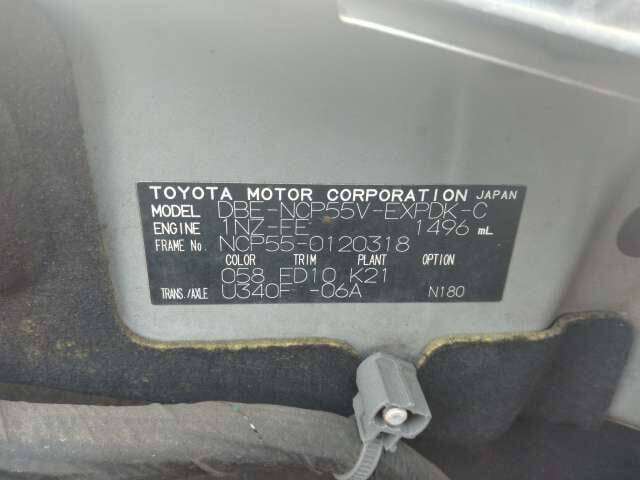 TOYOTA MOTOR CORPORATION JAPAN
MODEL DBE-NCP55V-EXPDK-C
ENGINE 1NZ-FE 1496 mL
FRAME No. NCP55-0120318
COLOR TRIM PLANT OPTION
058 FD10 K21
TRANS./AXLE U340F -06A N180